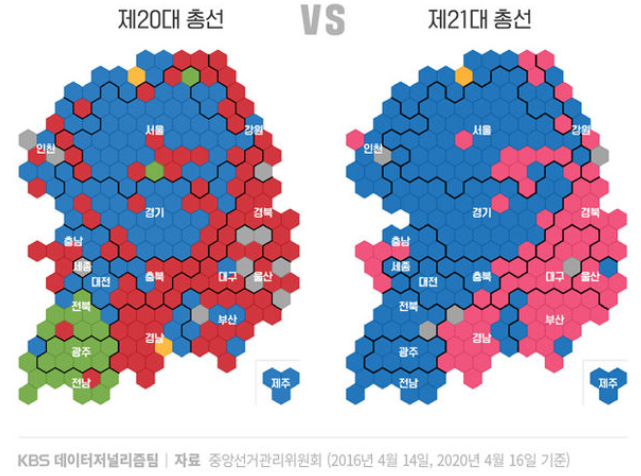 제20대 총선 VS 제21대 총선
서울
강원
인천
경기
경북
충남
세종
대전
충북
대구
울산
전북
경남
부산
광주
전남
제주
서울
강원
인천
경기
경북
충남
세종
대전
충북
대구
울산
전북
경남
부산
광주
전남
제주
KBS 데이터저널리즘팀 | 자료 중앙선거관리위원회 (2016년 4월 14일, 2020년 4월 16일 기준)